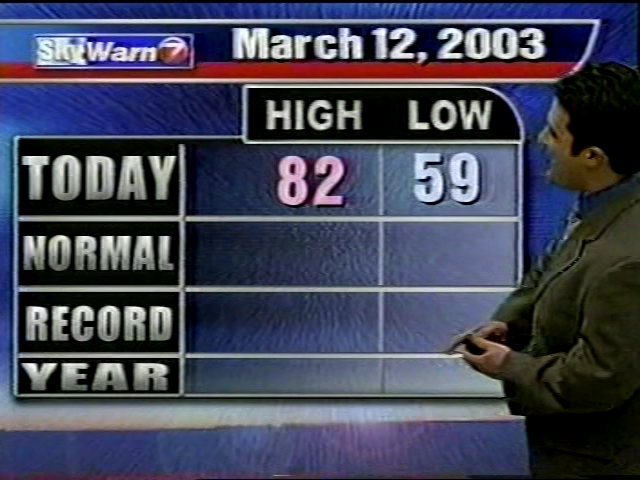 SkyWarn 7
March 12, 2003
HIGH LOW
TODAY 82 59
NORMAL
RECORD
YEAR